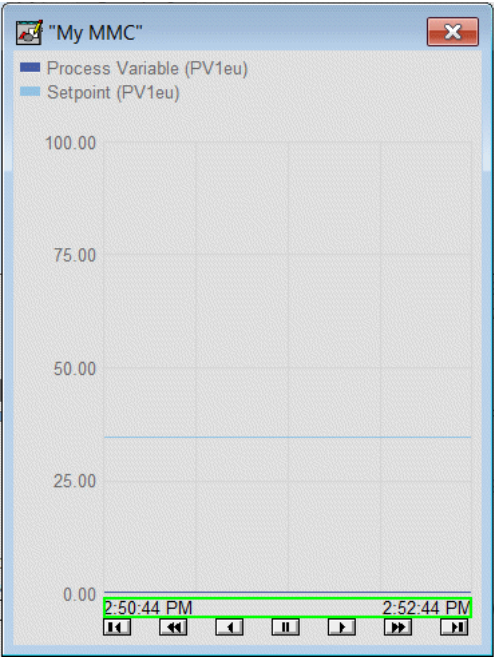 "My MMC"
Process Variable (PV1eu)
Setpoint (PV1eu)
100.00
75.00
50.00
25.00
0.00
2:50:44 PM 2:52:44 PM